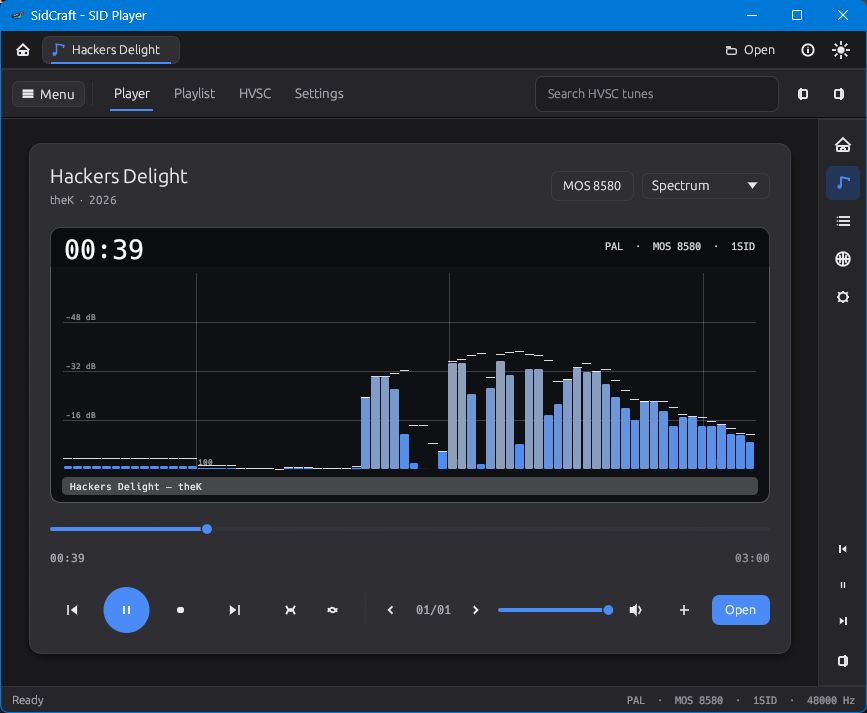 SidCraft - SID Player
Hackers Delight
Open
Menu
Player
Playlist
HVSC
Settings
Search HVSC tunes
Hackers Delight
theK · 2026
MOS 8580
Spectrum
00:39
PAL · MOS 8580 · 1SID
-48 dB
-32 dB
-16 dB
100
Hackers Delight — theK
00:39
03:00
01/01
Open
Ready
PAL · MOS 8580 · 1SID · 48000 Hz